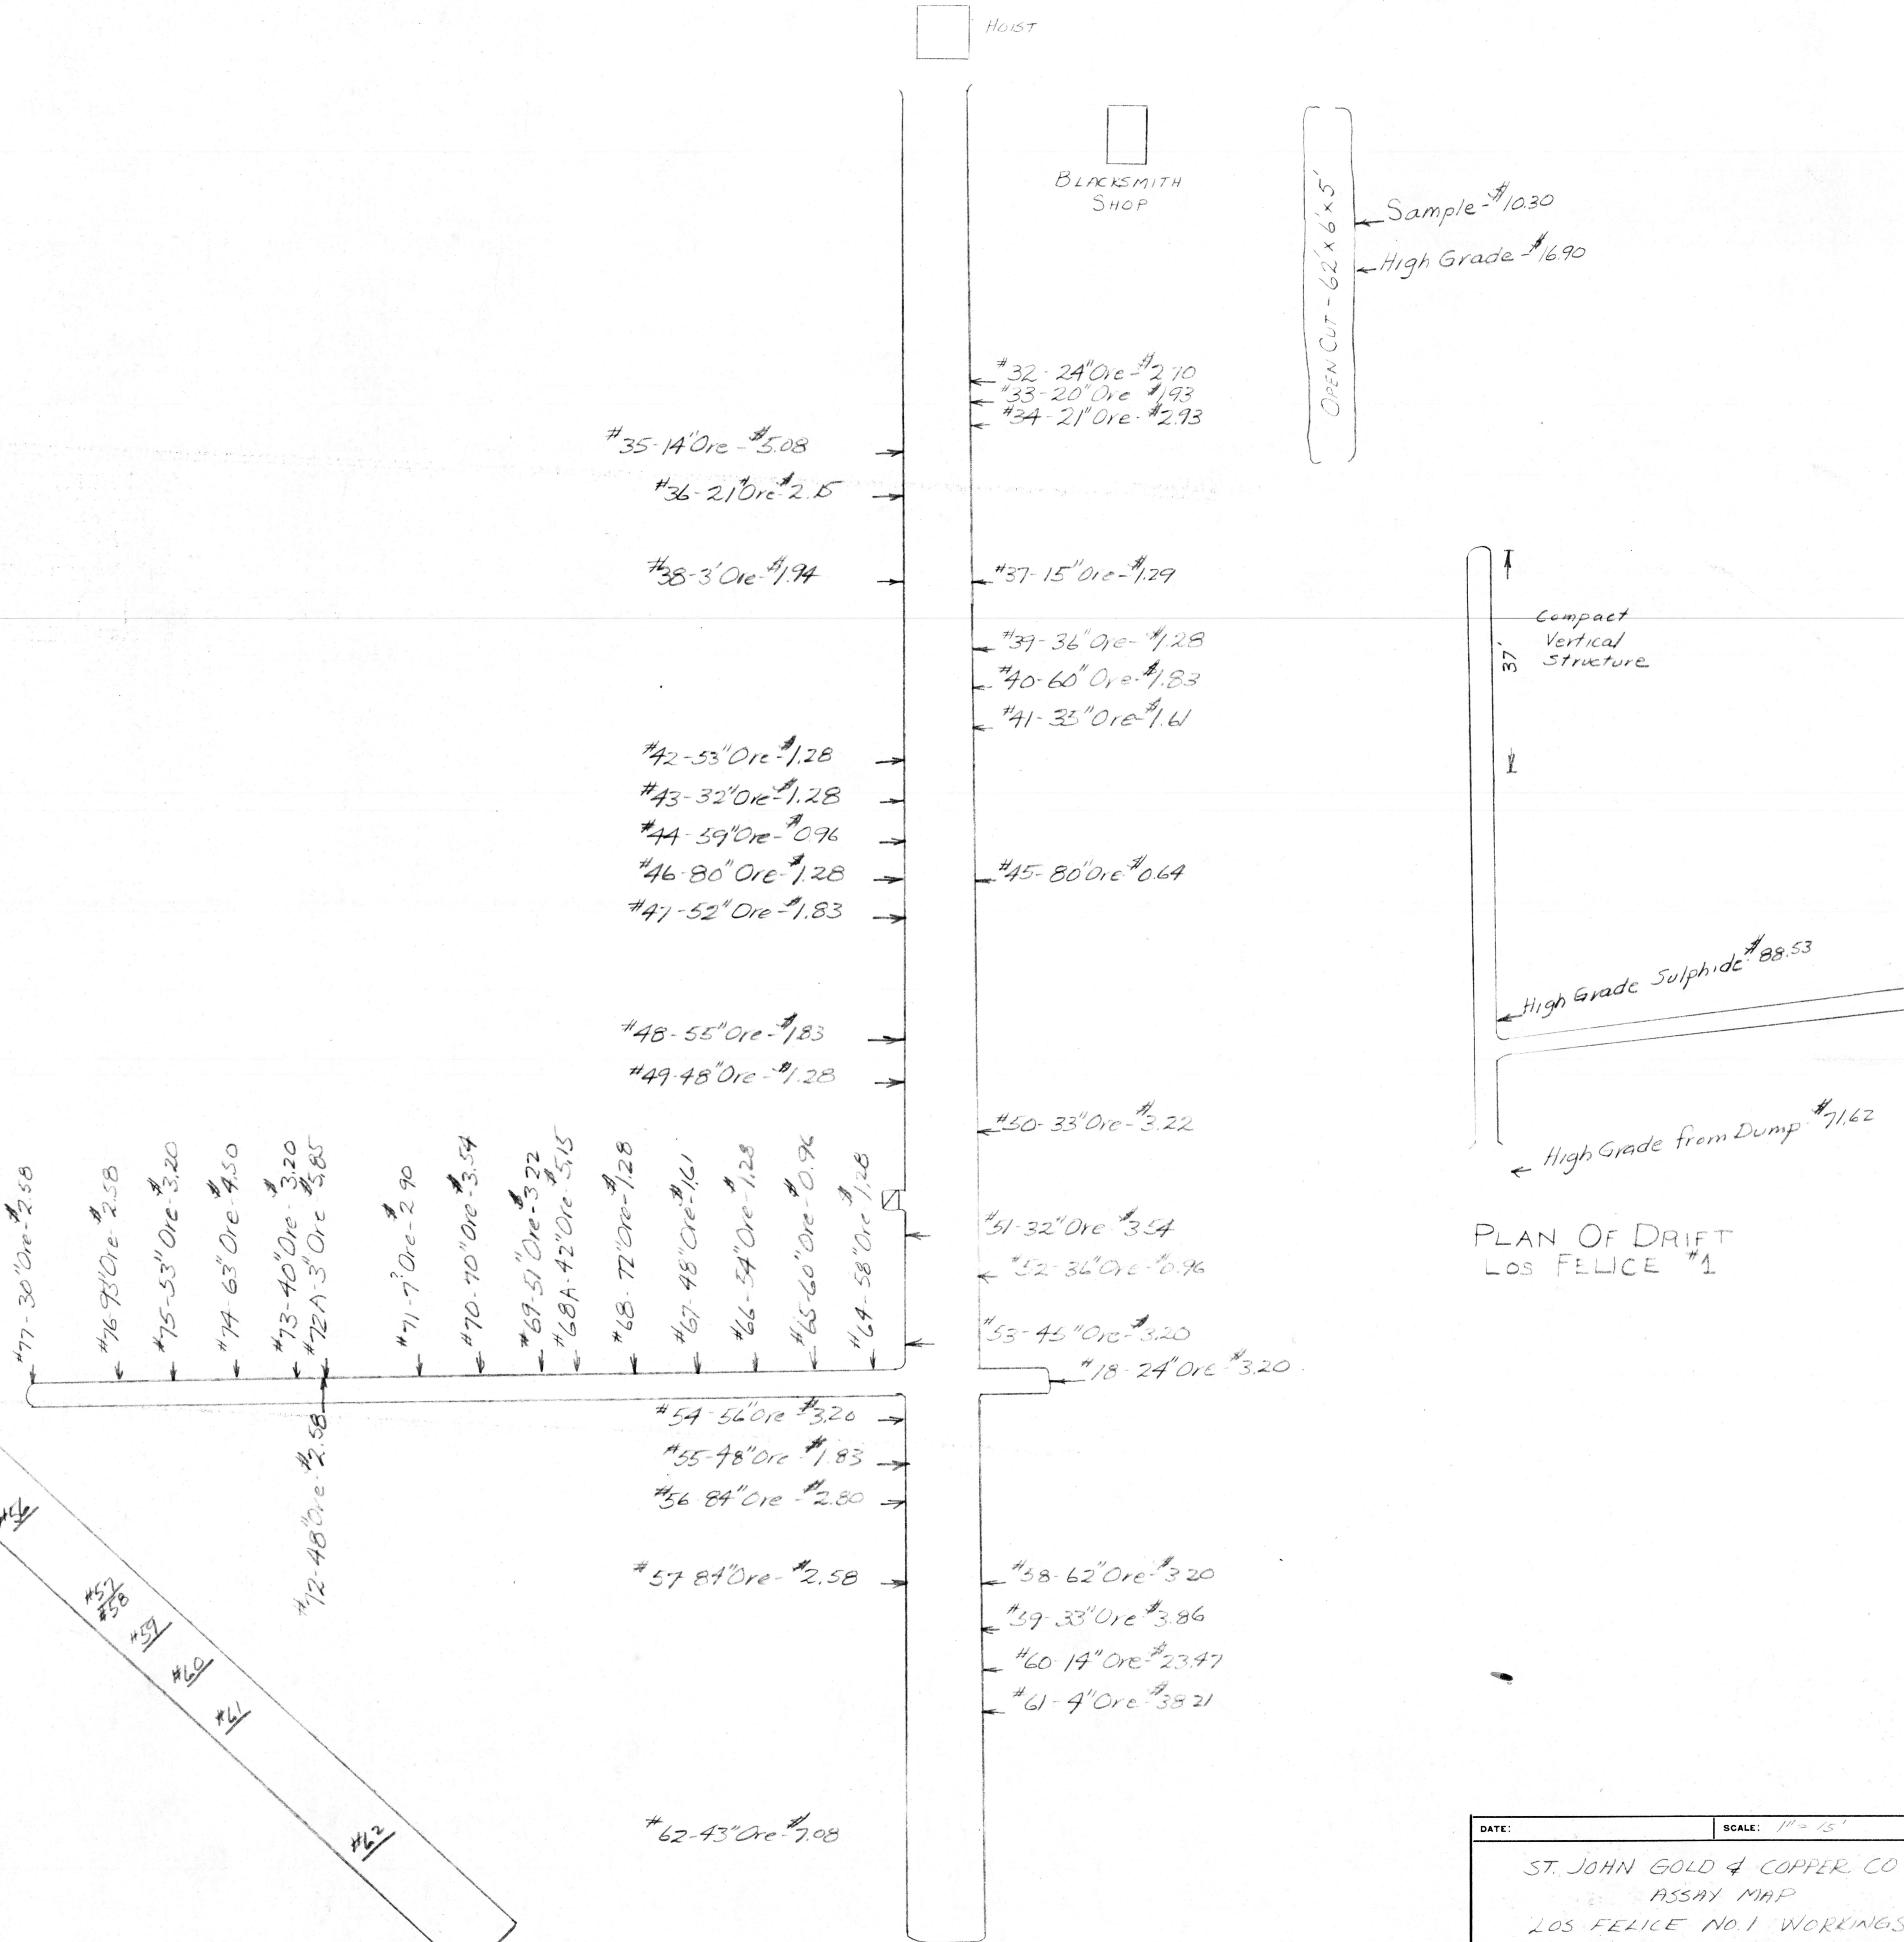 HOIST
BLACKSMITH
SHOP
OPEN CUT - 62' x 6' x 5'
Sample - $10.30
High Grade - $16.90
#32 - 24" Ore - $2.70
#33 - 20" Ore $1.93
#34 - 21" Ore - $2.93
#35 - 14" Ore - $5.08
#36 - 21" Ore $2.15
#38 - 3' Ore - $1.94
#37 - 15" Ore - $1.29
#39 - 36" Ore - $1.28
#40 - 60" Ore - $1.83
#41 - 35" Ore - $1.61
#42 - 53" Ore - $1.28
#43 - 32" Ore - $1.28
#44 - 59" Ore - $0.96
#46 - 80" Ore - $1.28
#45 - 80" Ore $0.64
#47 - 52" Ore - $1.83
#48 - 55" Ore - $1.83
#49 - 48" Ore - $1.28
#50 - 33" Ore - $3.22
#51 - 32" Ore - $3.54
#52 - 36" Ore - $0.96
#53 - 45" Ore - $3.20
#78 - 24" Ore - $3.20
#77 - 30" Ore - $2.58
#76 - 93" Ore - $2.58
#75 - 53" Ore - $3.20
#74 - 63" Ore - $4.50
#73 - 40" Ore - $3.20
#72A - 3" Ore $5.85
#71 - 7? Ore - $2.90
#70 - 70" Ore - $3.54
#69 - 51" Ore - $3.22
#68A - 42" Ore - $5.15
#68 - 72" Ore - $1.28
#67 - 48" Ore - $1.61
#66 - 54" Ore - $1.28
#65 - 60" Ore - $0.96
#64 - 58" Ore $1.28
#72 - 48" Ore - $2.58
#54 - 56" Ore $3.20
#55 - 48" Ore $1.83
#56 - 84" Ore - $2.80
#57 84" Ore - $2.58
#58 - 62" Ore - $3.20
#59 - 33" Ore $3.86
#60 - 14" Ore - $23.47
#61 - 4" Ore - $38.21
#62 - 43" Ore - $7.08
#56
#57
#58
#59
#60
#61
#62
37'
Compact
Vertical
Structure
High Grade Sulphide $88.53
High Grade from Dump $71.62
PLAN OF DRIFT
LOS FELICE #1
DATE: SCALE: 1" = 15'
ST. JOHN GOLD & COPPER CO
ASSAY MAP
LOS FELICE NO. 1 WORKINGS